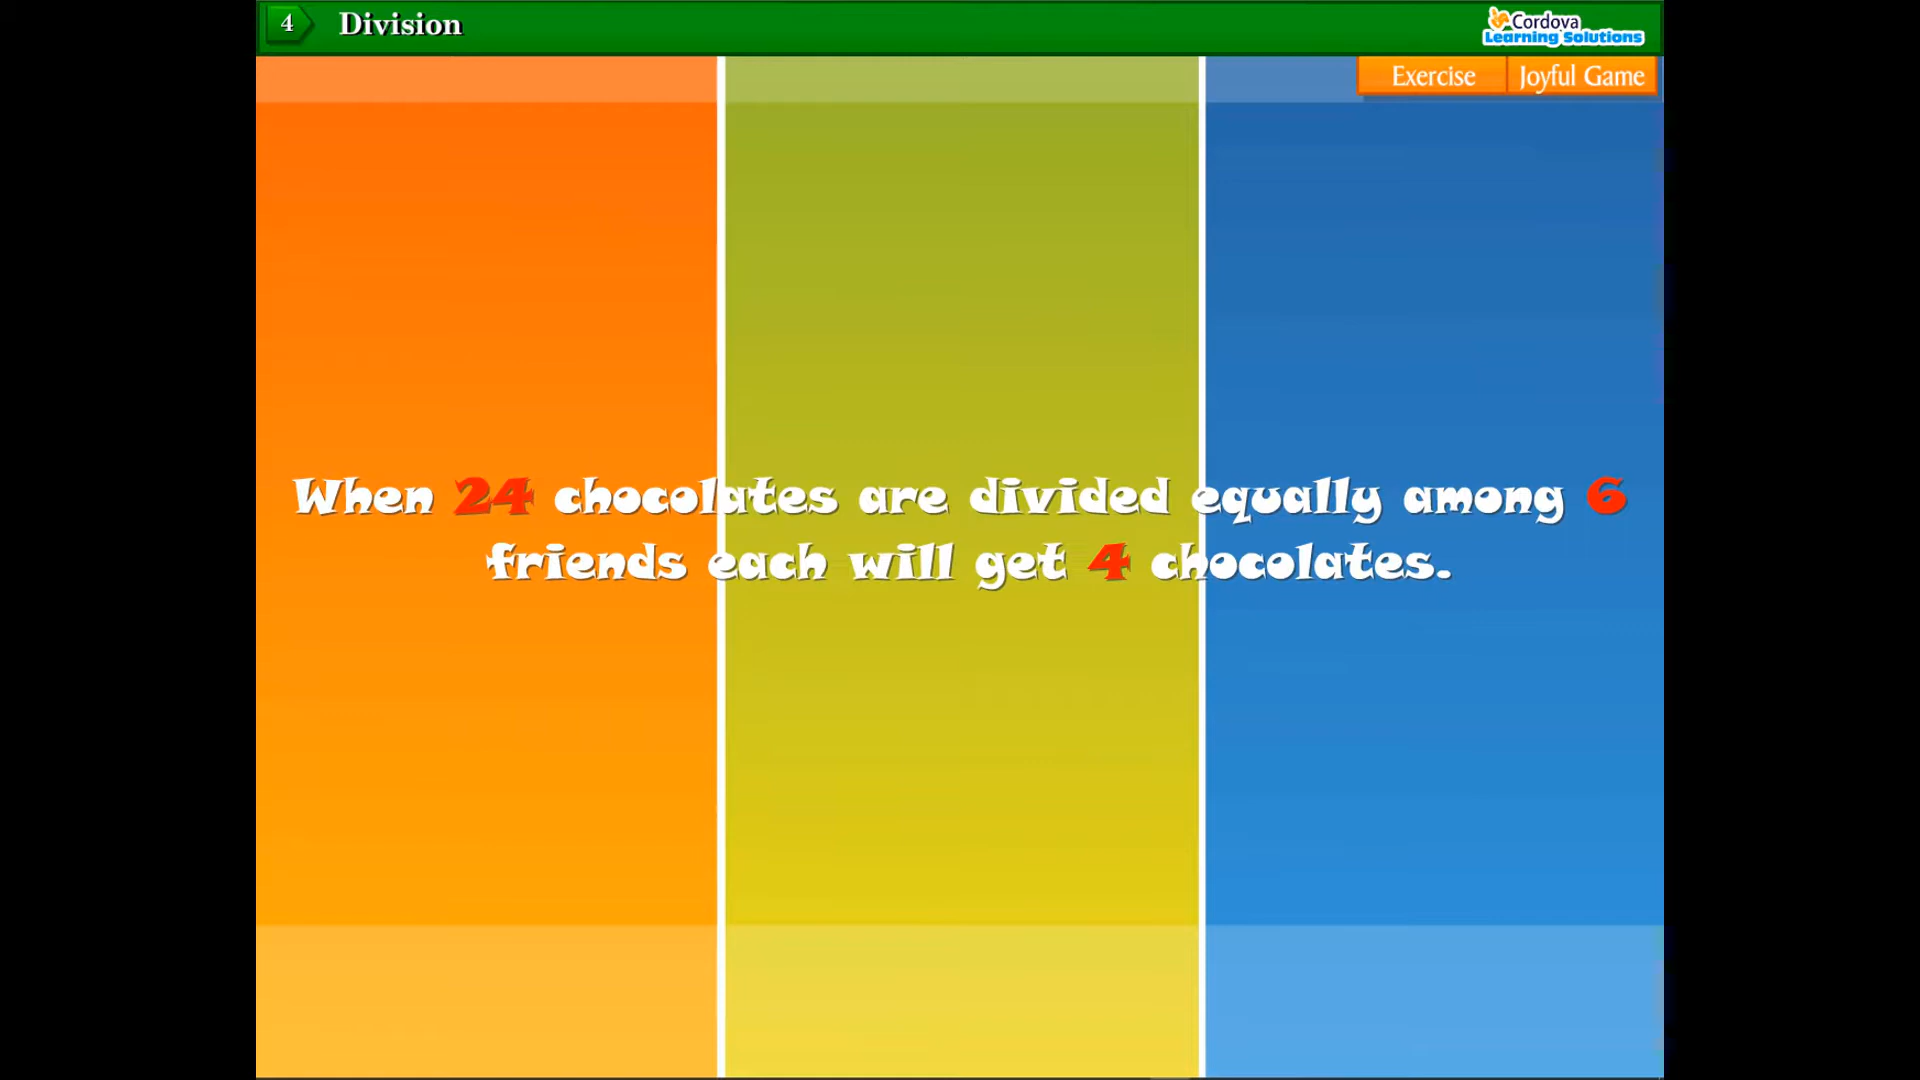 4 Division
Cordova
Learning Solutions
Exercise Joyful Game
When 24 chocolates are divided equally among 6
friends each will get 4 chocolates.